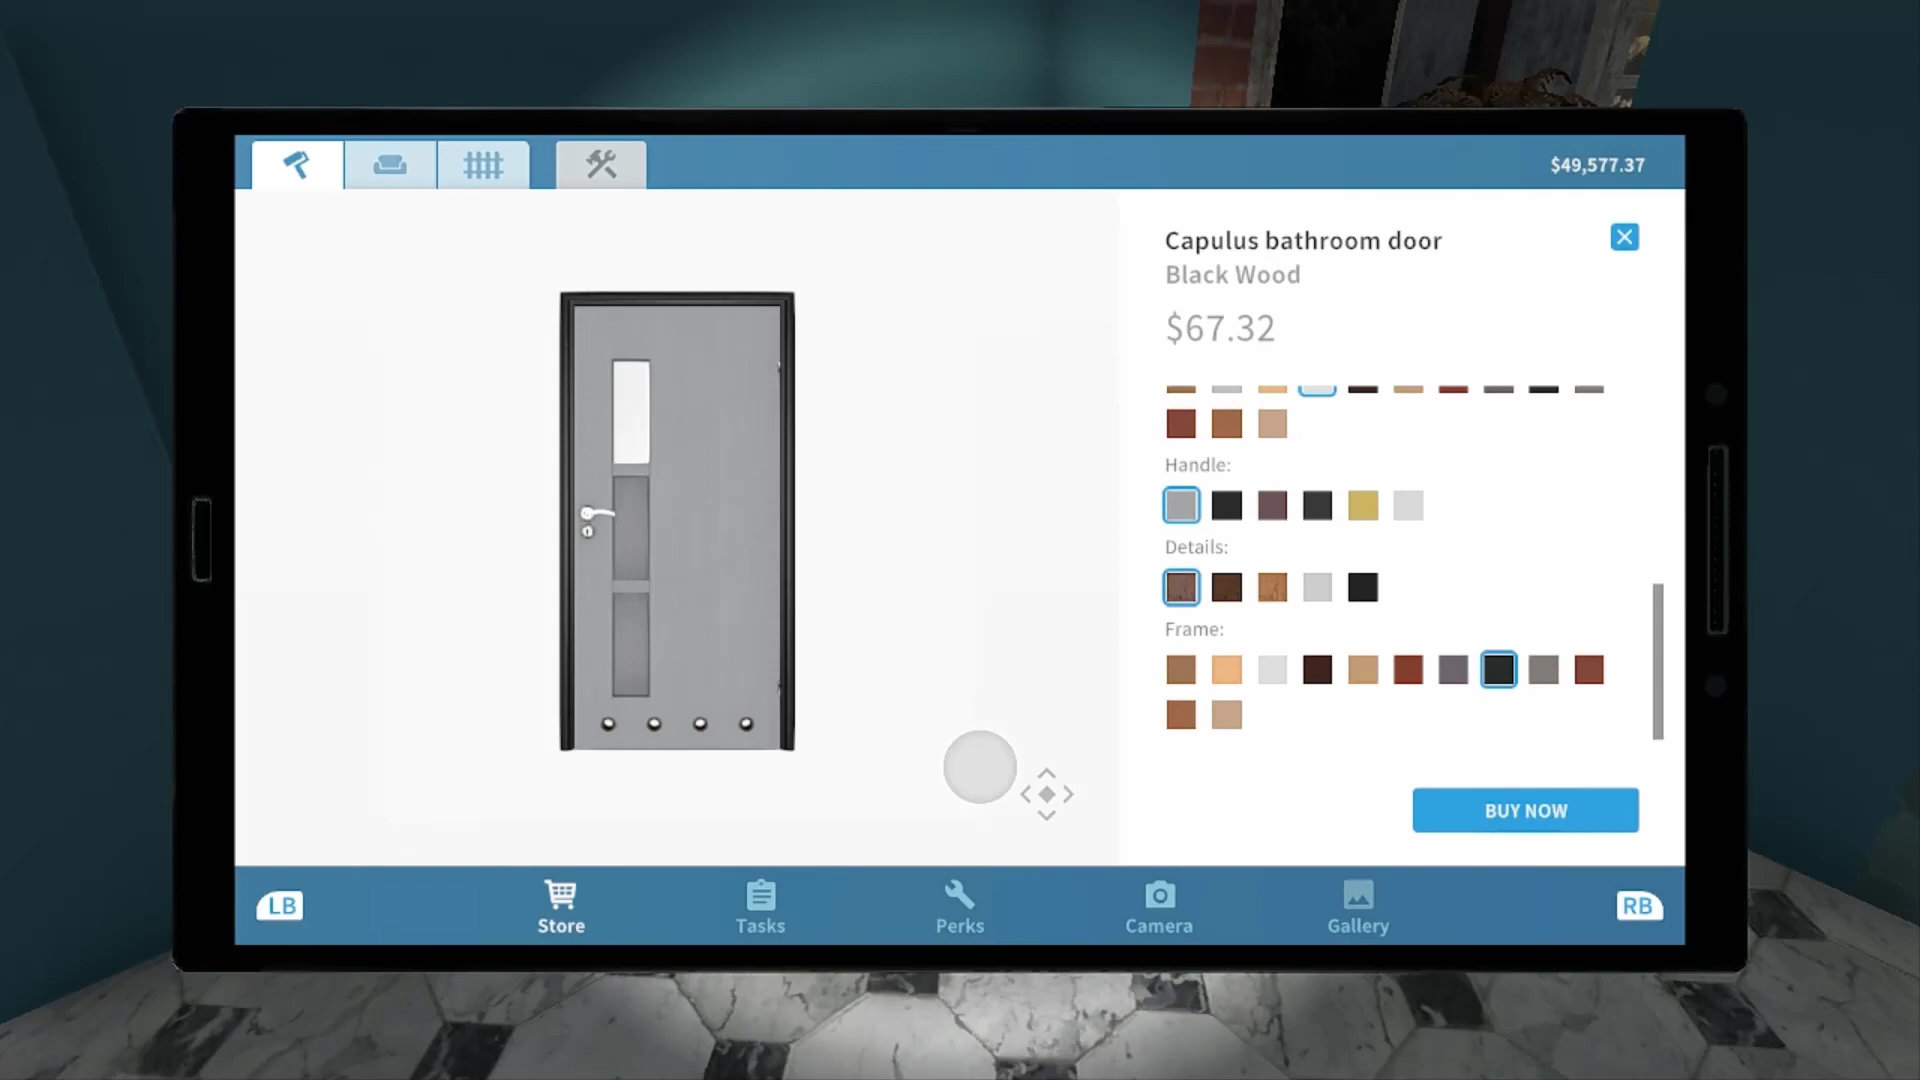 $49,577.37
Capulus bathroom door
Black Wood
$67.32
Handle:
Details:
Frame:
BUY NOW
LB
Store
Tasks
Perks
Camera
Gallery
RB